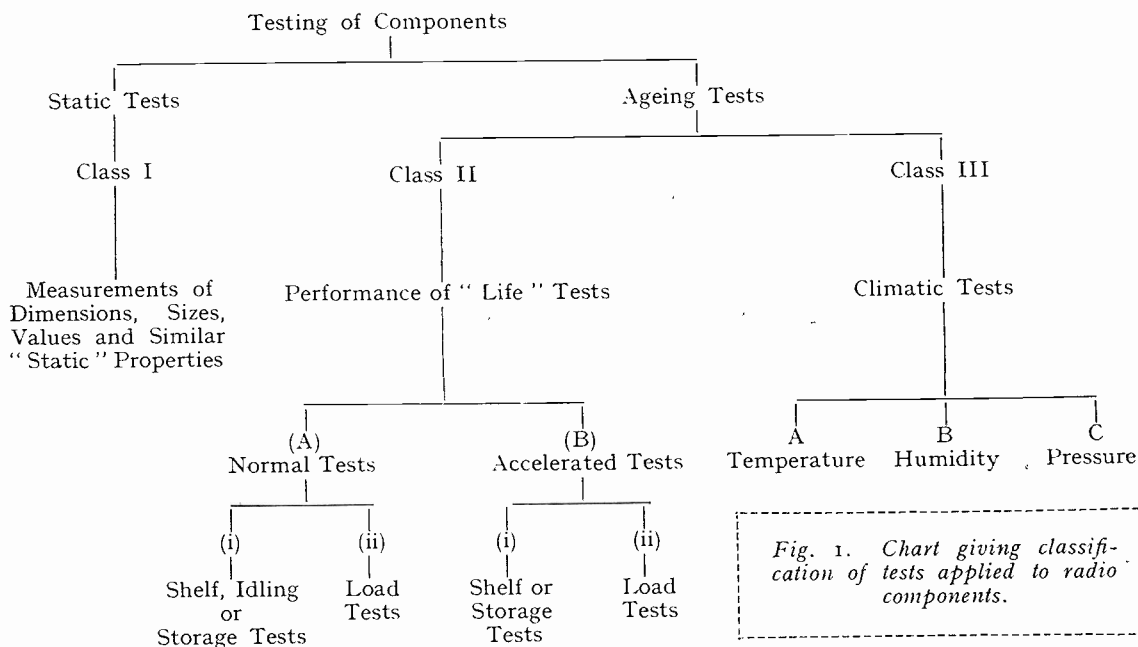 Testing of Components
Static Tests
Ageing Tests
Class I
Class II
Class III
Measurements of
Dimensions, Sizes,
Values and Similar
"Static" Properties
Performance of "Life" Tests
Climatic Tests
(A)
Normal Tests
(B)
Accelerated Tests
A
Temperature
B
Humidity
C
Pressure
(i)
Shelf, Idling
or
Storage Tests
(ii)
Load
Tests
(i)
Shelf or
Storage
Tests
(ii)
Load
Tests
Fig. 1. Chart giving classifi-
cation of tests applied to radio
components.